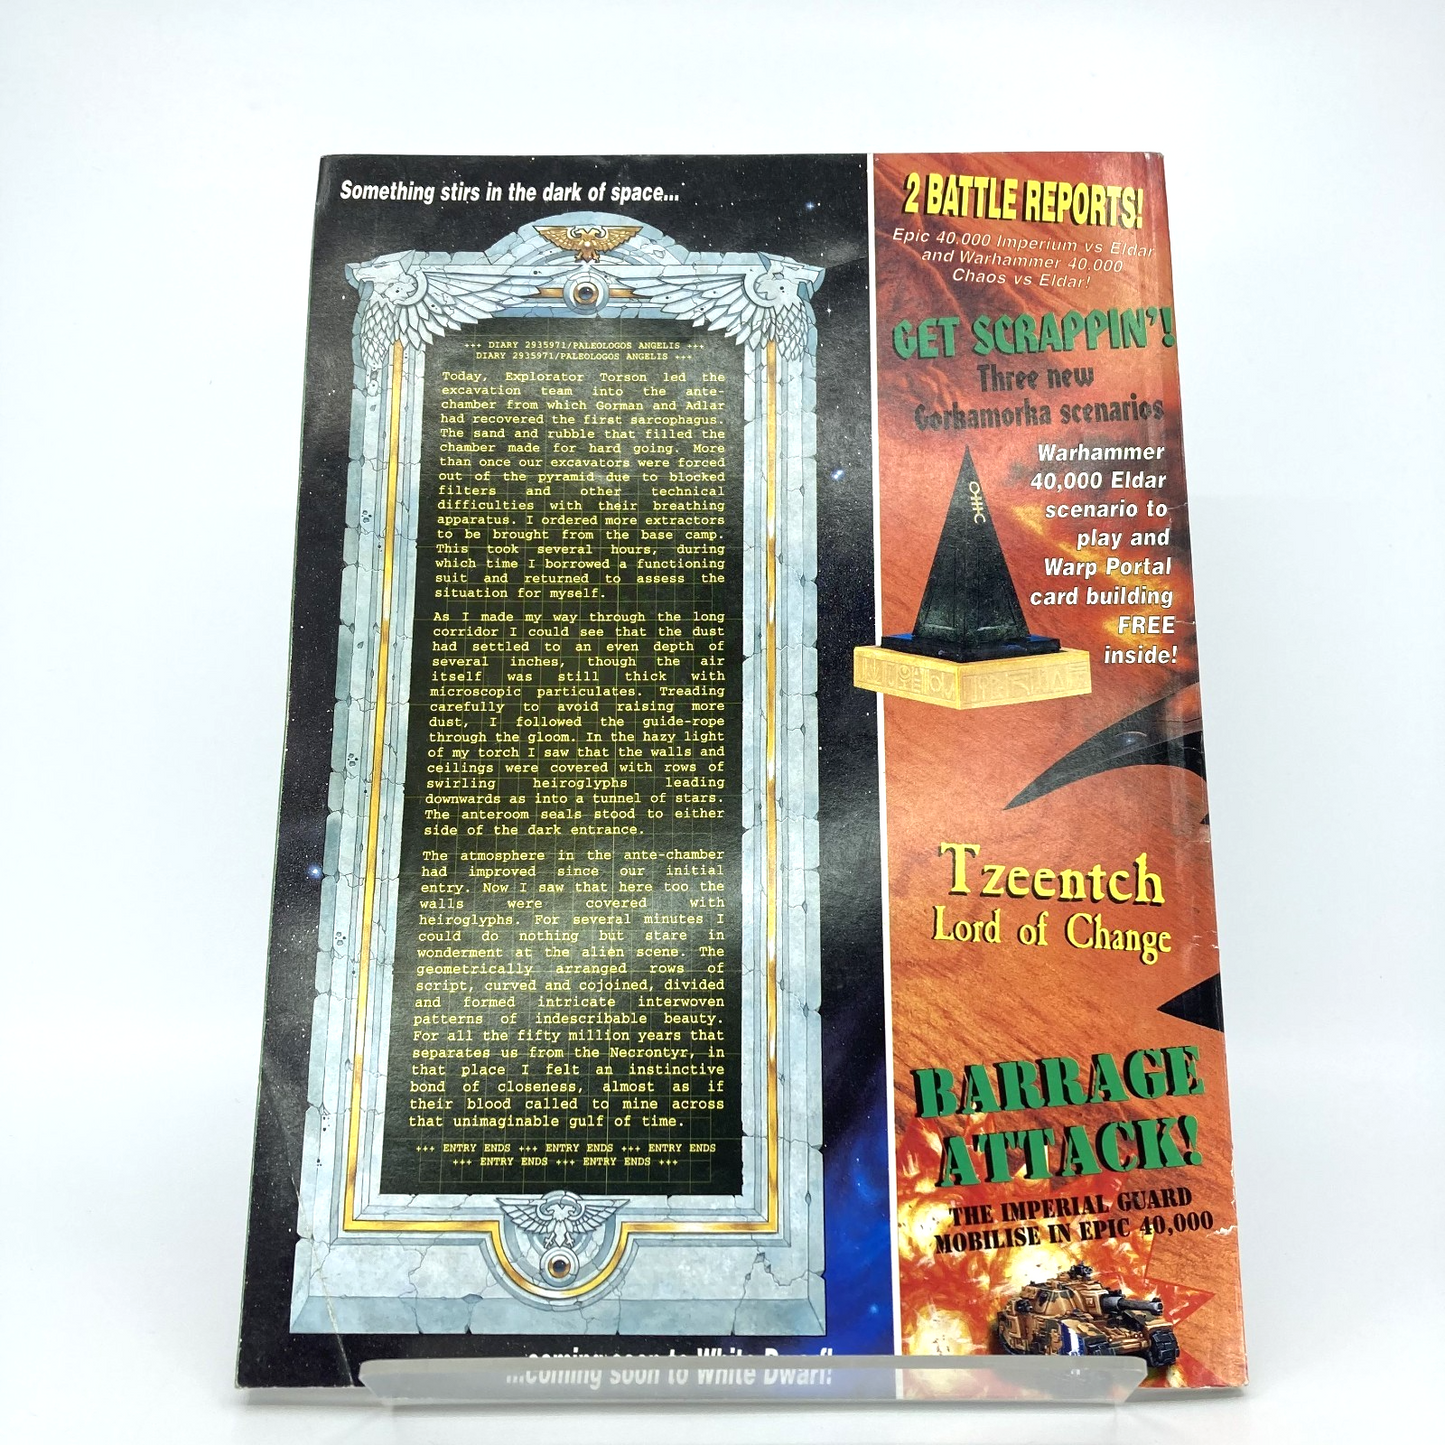 Something stirs in the dark of space...
+++ DIARY 2935971/PALEOLOGOS ANGELIS +++
DIARY 2935971/PALEOLOGOS ANGELIS +++
Today, Explorator Torson led the
excavation team into the ante-
chamber from which Gorman and Adlar
had recovered the first sarcophagus.
The sand and rubble that filled the
chamber made for hard going. More
than once our excavators were forced
out of the pyramid due to blocked
filters and other technical
difficulties with their breathing
apparatus. I ordered more extractors
to be brought from the base camp.
This took several hours, during
which time I borrowed a functioning
suit and returned to assess the
situation for myself.
As I made my way through the long
corridor I could see that the dust
had settled to an even depth of
several inches, though the air
itself was still thick with
microscopic particulates. Treading
carefully to avoid raising more
dust, I followed the guide-rope
through the gloom. In the hazy light
of my torch I saw that the walls and
ceilings were covered with rows of
swirling heiroglyphs leading
downwards as into a tunnel of stars.
The anteroom seals stood to either
side of the dark entrance.
The atmosphere in the ante-chamber
had improved since our initial
entry. Now I saw that here too the
walls were covered with
heiroglyphs. For several minutes I
could do nothing but stare in
wonderment at the alien scene. The
geometrically arranged rows of
script, curved and cojoined, divided
and formed intricate interwoven
patterns of indescribable beauty.
For all the fifty million years that
separates us from the Necrontyr, in
that place I felt an instinctive
bond of closeness, almost as if
their blood called to mine across
that unimaginable gulf of time.
+++ ENTRY ENDS +++ ENTRY ENDS +++ ENTRY ENDS
+++ ENTRY ENDS +++ ENTRY ENDS +++
...coming soon to White Dwarf!
2 BATTLE REPORTS!
Epic 40,000 Imperium vs Eldar
and Warhammer 40,000
Chaos vs Eldar!
GET SCRAPPIN'!
Three new
Gorkamorka scenarios
Warhammer
40,000 Eldar
scenario to
play and
Warp Portal
card building
FREE
inside!
Tzeentch
Lord of Change
BARRAGE
ATTACK!
THE IMPERIAL GUARD
MOBILISE IN EPIC 40,000